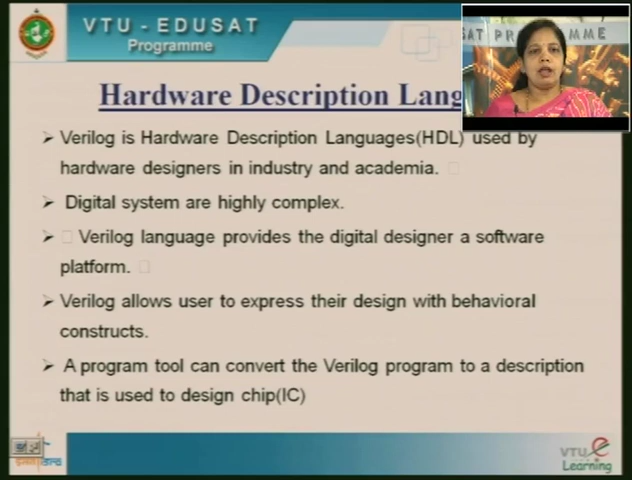 VTU - EDUSAT
Programme
SAT PROGRAMME
Hardware Description Lang
➢ Verilog is Hardware Description Languages(HDL) used by
hardware designers in industry and academia.
➢ Digital system are highly complex.
➢ Verilog language provides the digital designer a software
platform.
➢ Verilog allows user to express their design with behavioral
constructs.
➢ A program tool can convert the Verilog program to a description
that is used to design chip(IC)
VTU e
Learning